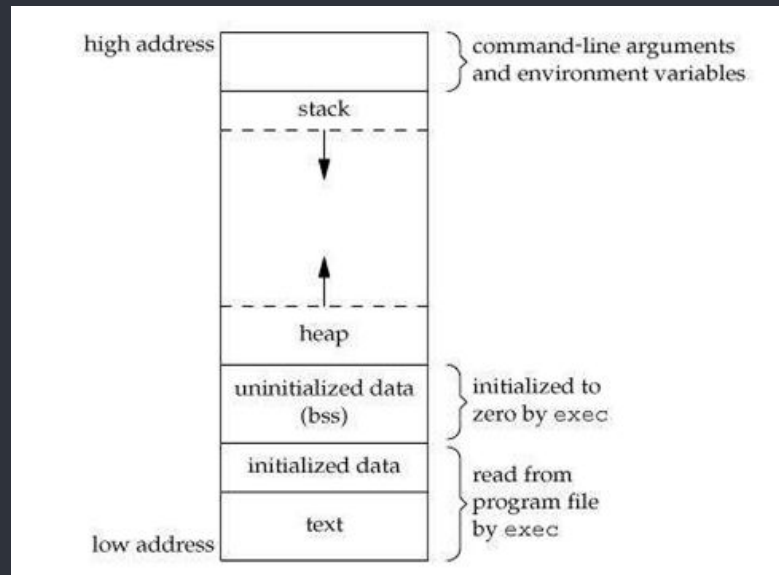 high address
command-line arguments
and environment variables
stack
heap
uninitialized data
(bss)
initialized to
zero by exec
initialized data
read from
program file
by exec
text
low address